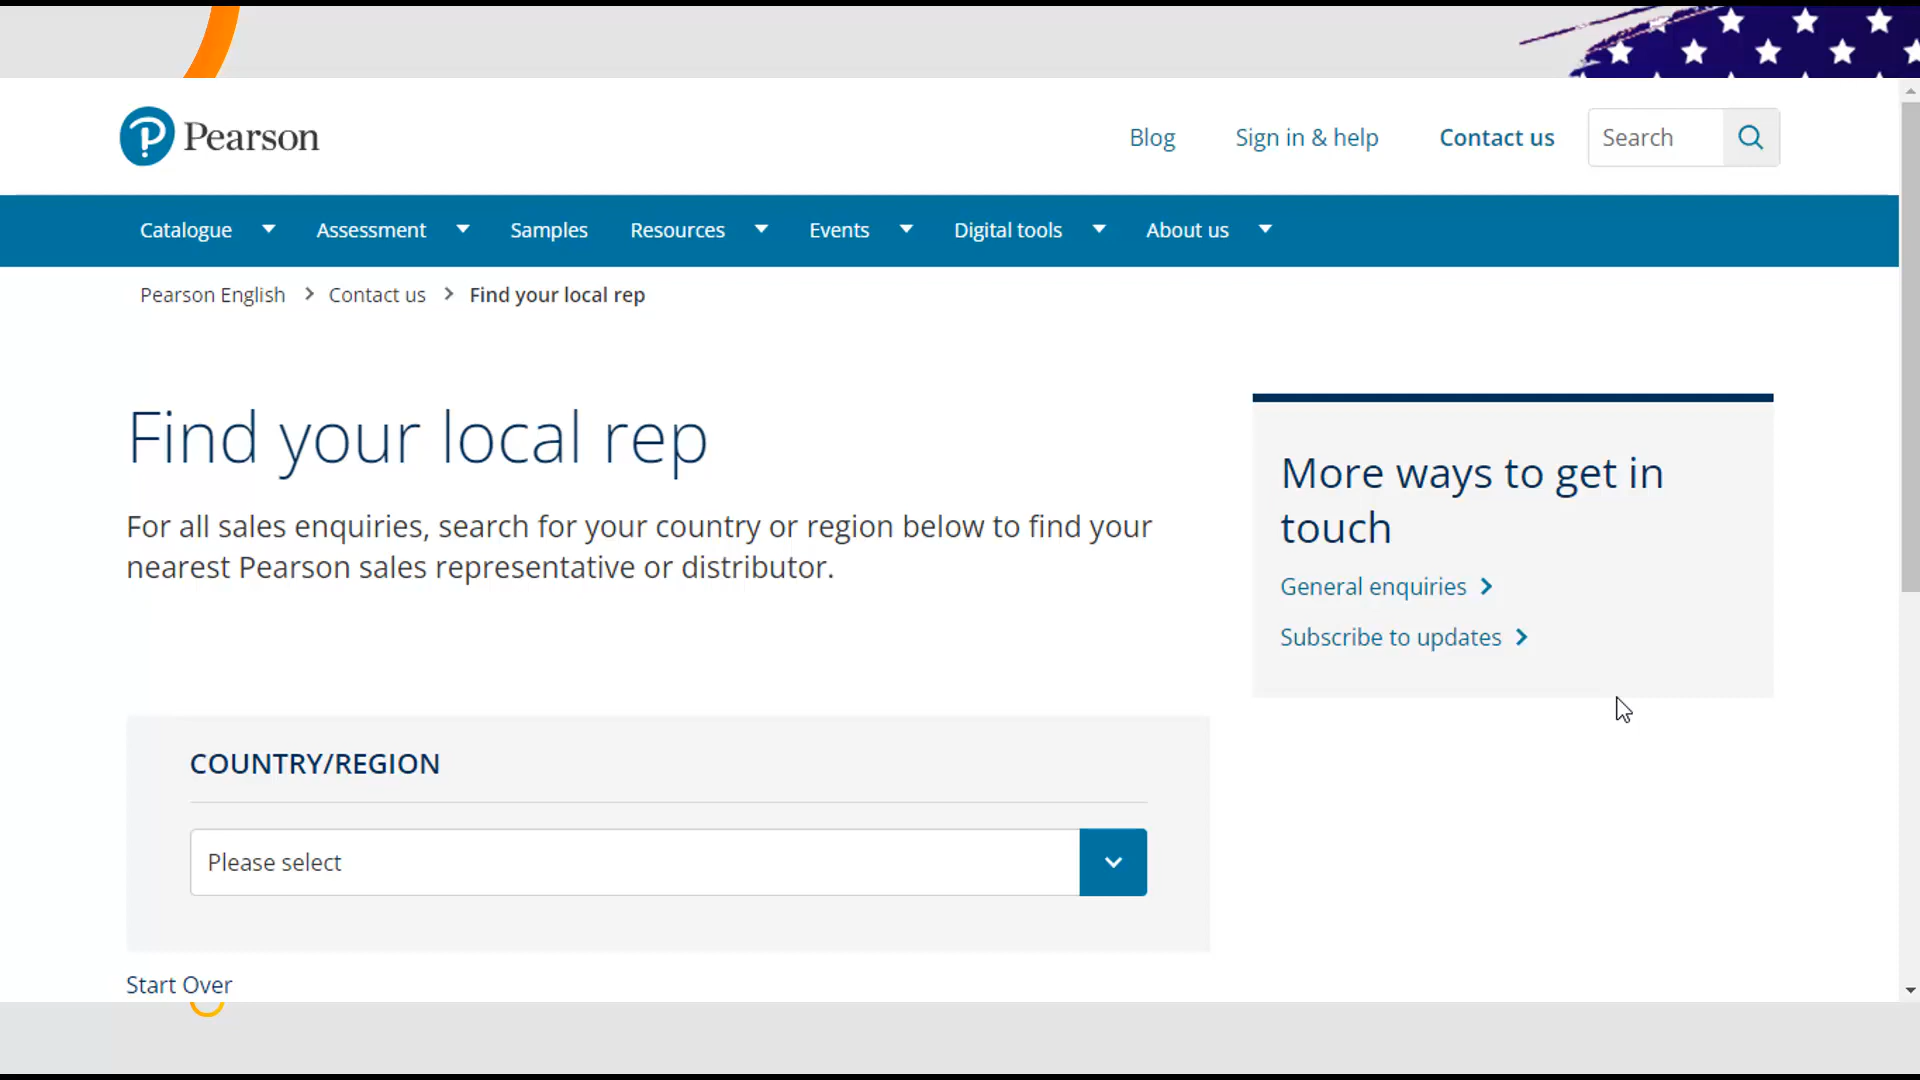 Pearson
Blog
Sign in & help
Contact us
Search
Catalogue
Assessment
Samples
Resources
Events
Digital tools
About us
Pearson English > Contact us > Find your local rep
Find your local rep
For all sales enquiries, search for your country or region below to find your
nearest Pearson sales representative or distributor.
More ways to get in
touch
General enquiries
Subscribe to updates
COUNTRY/REGION
Please select
Start Over